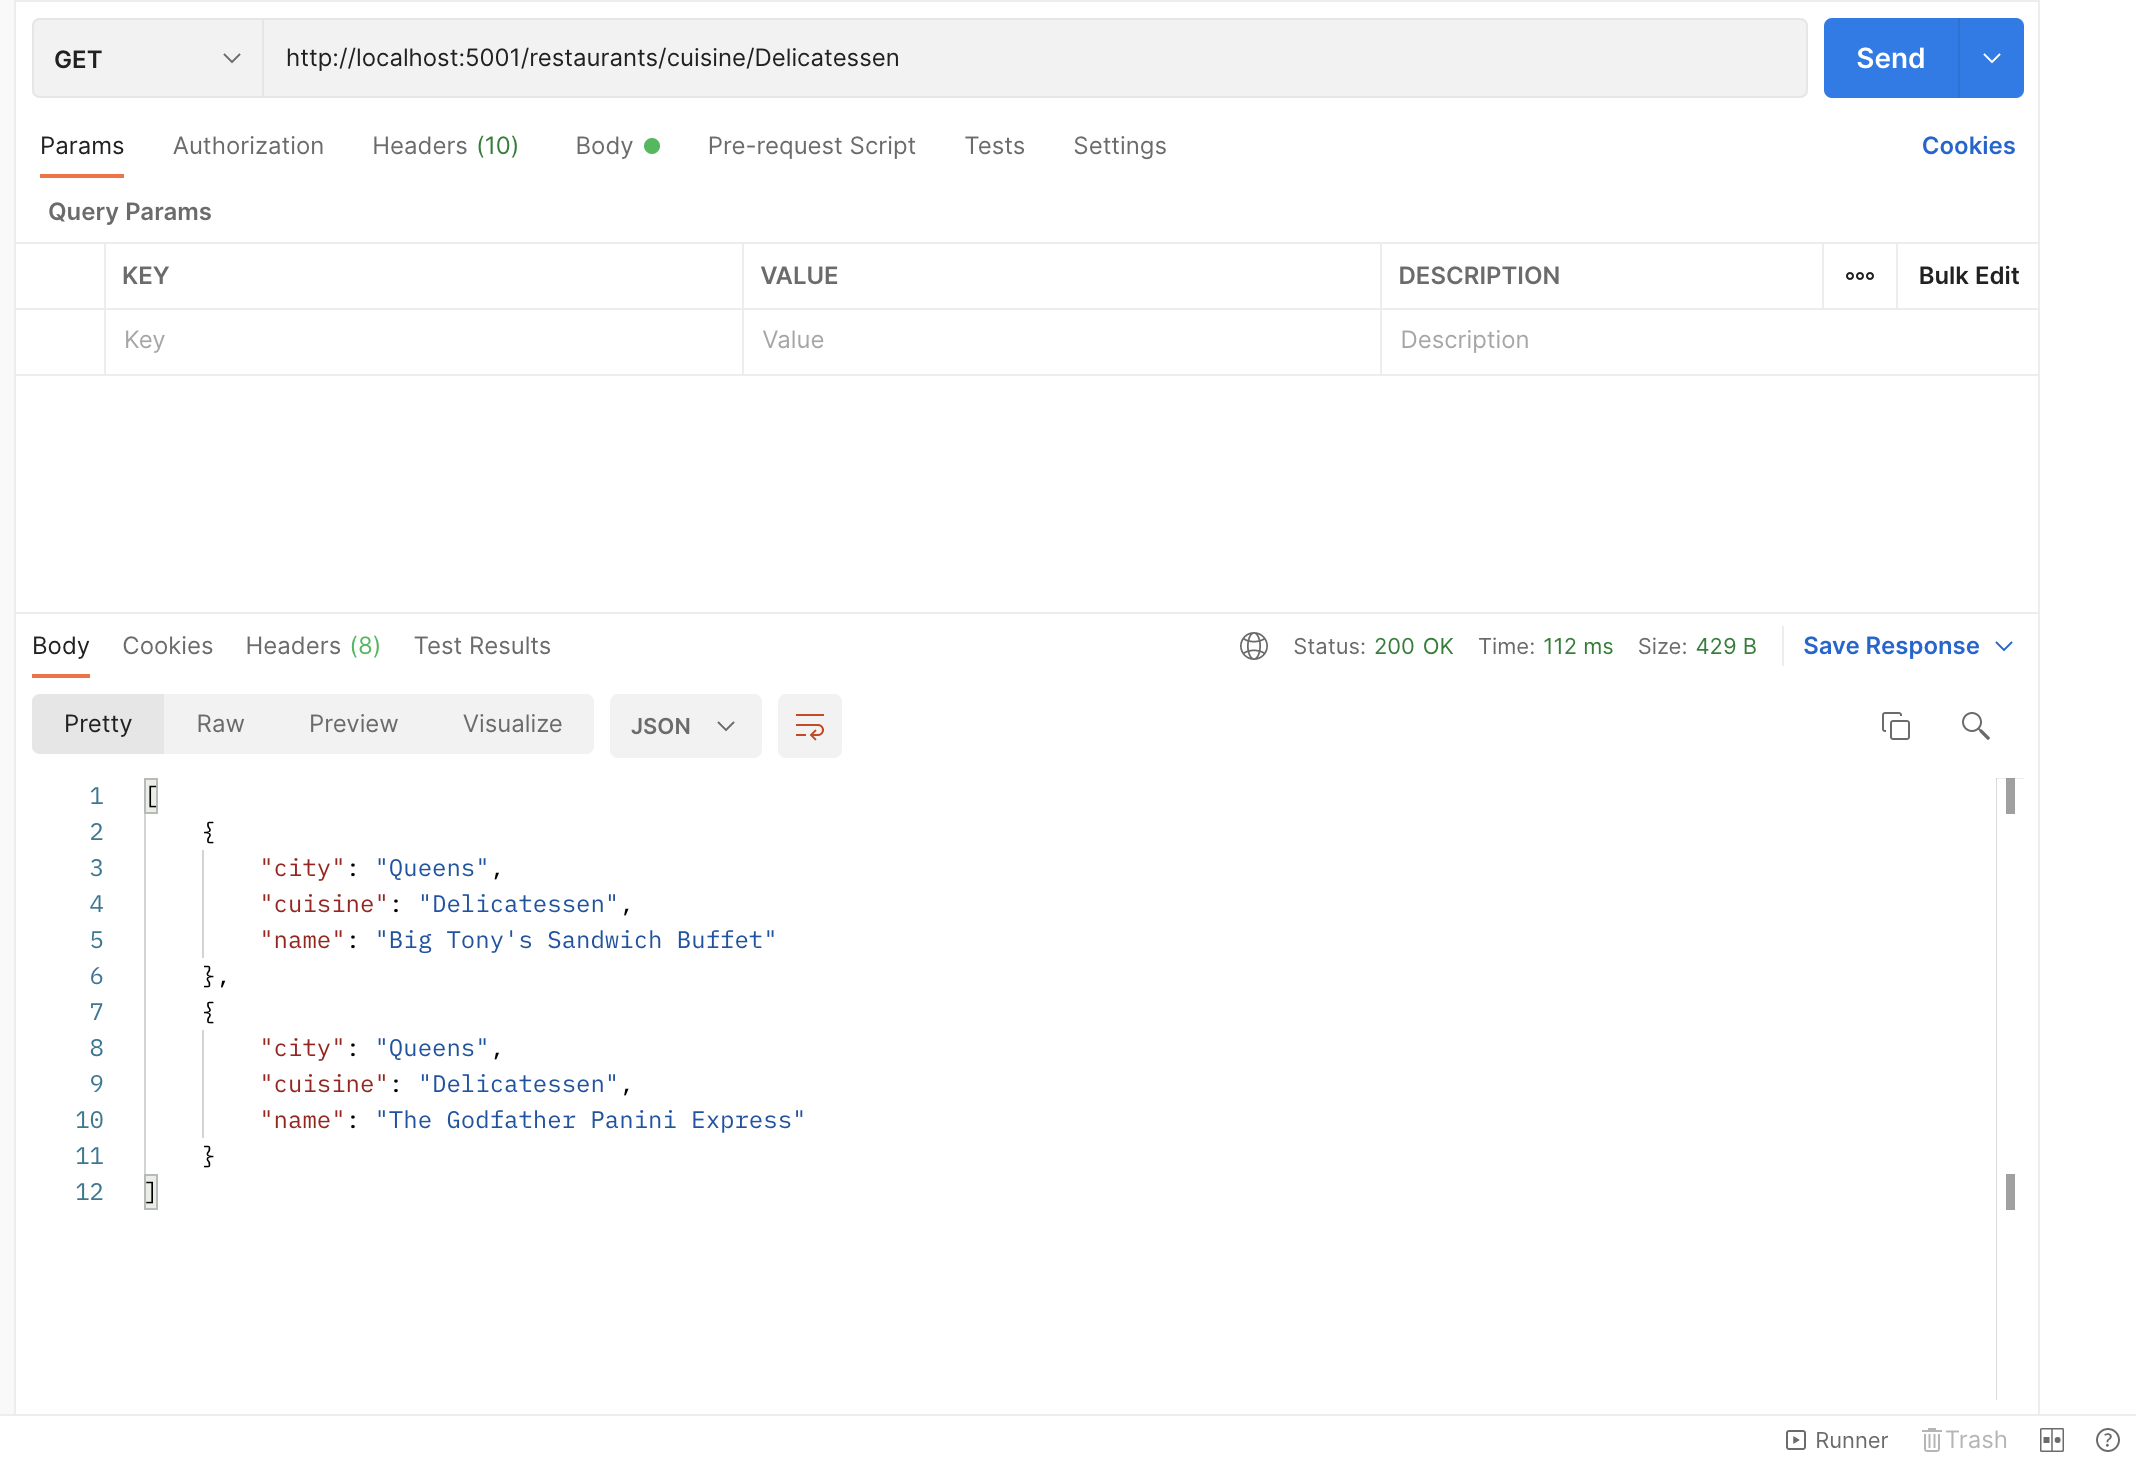 GET http://localhost:5001/restaurants/cuisine/Delicatessen Send
Params Authorization Headers (10) Body Pre-request Script Tests Settings Cookies
Query Params
KEY VALUE DESCRIPTION Bulk Edit
Key Value Description
Body Cookies Headers (8) Test Results Status: 200 OK Time: 112 ms Size: 429 B Save Response
Pretty Raw Preview Visualize JSON
1 [
2 {
3 "city": "Queens",
4 "cuisine": "Delicatessen",
5 "name": "Big Tony's Sandwich Buffet"
6 },
7 {
8 "city": "Queens",
9 "cuisine": "Delicatessen",
10 "name": "The Godfather Panini Express"
11 }
12 ]
Runner Trash